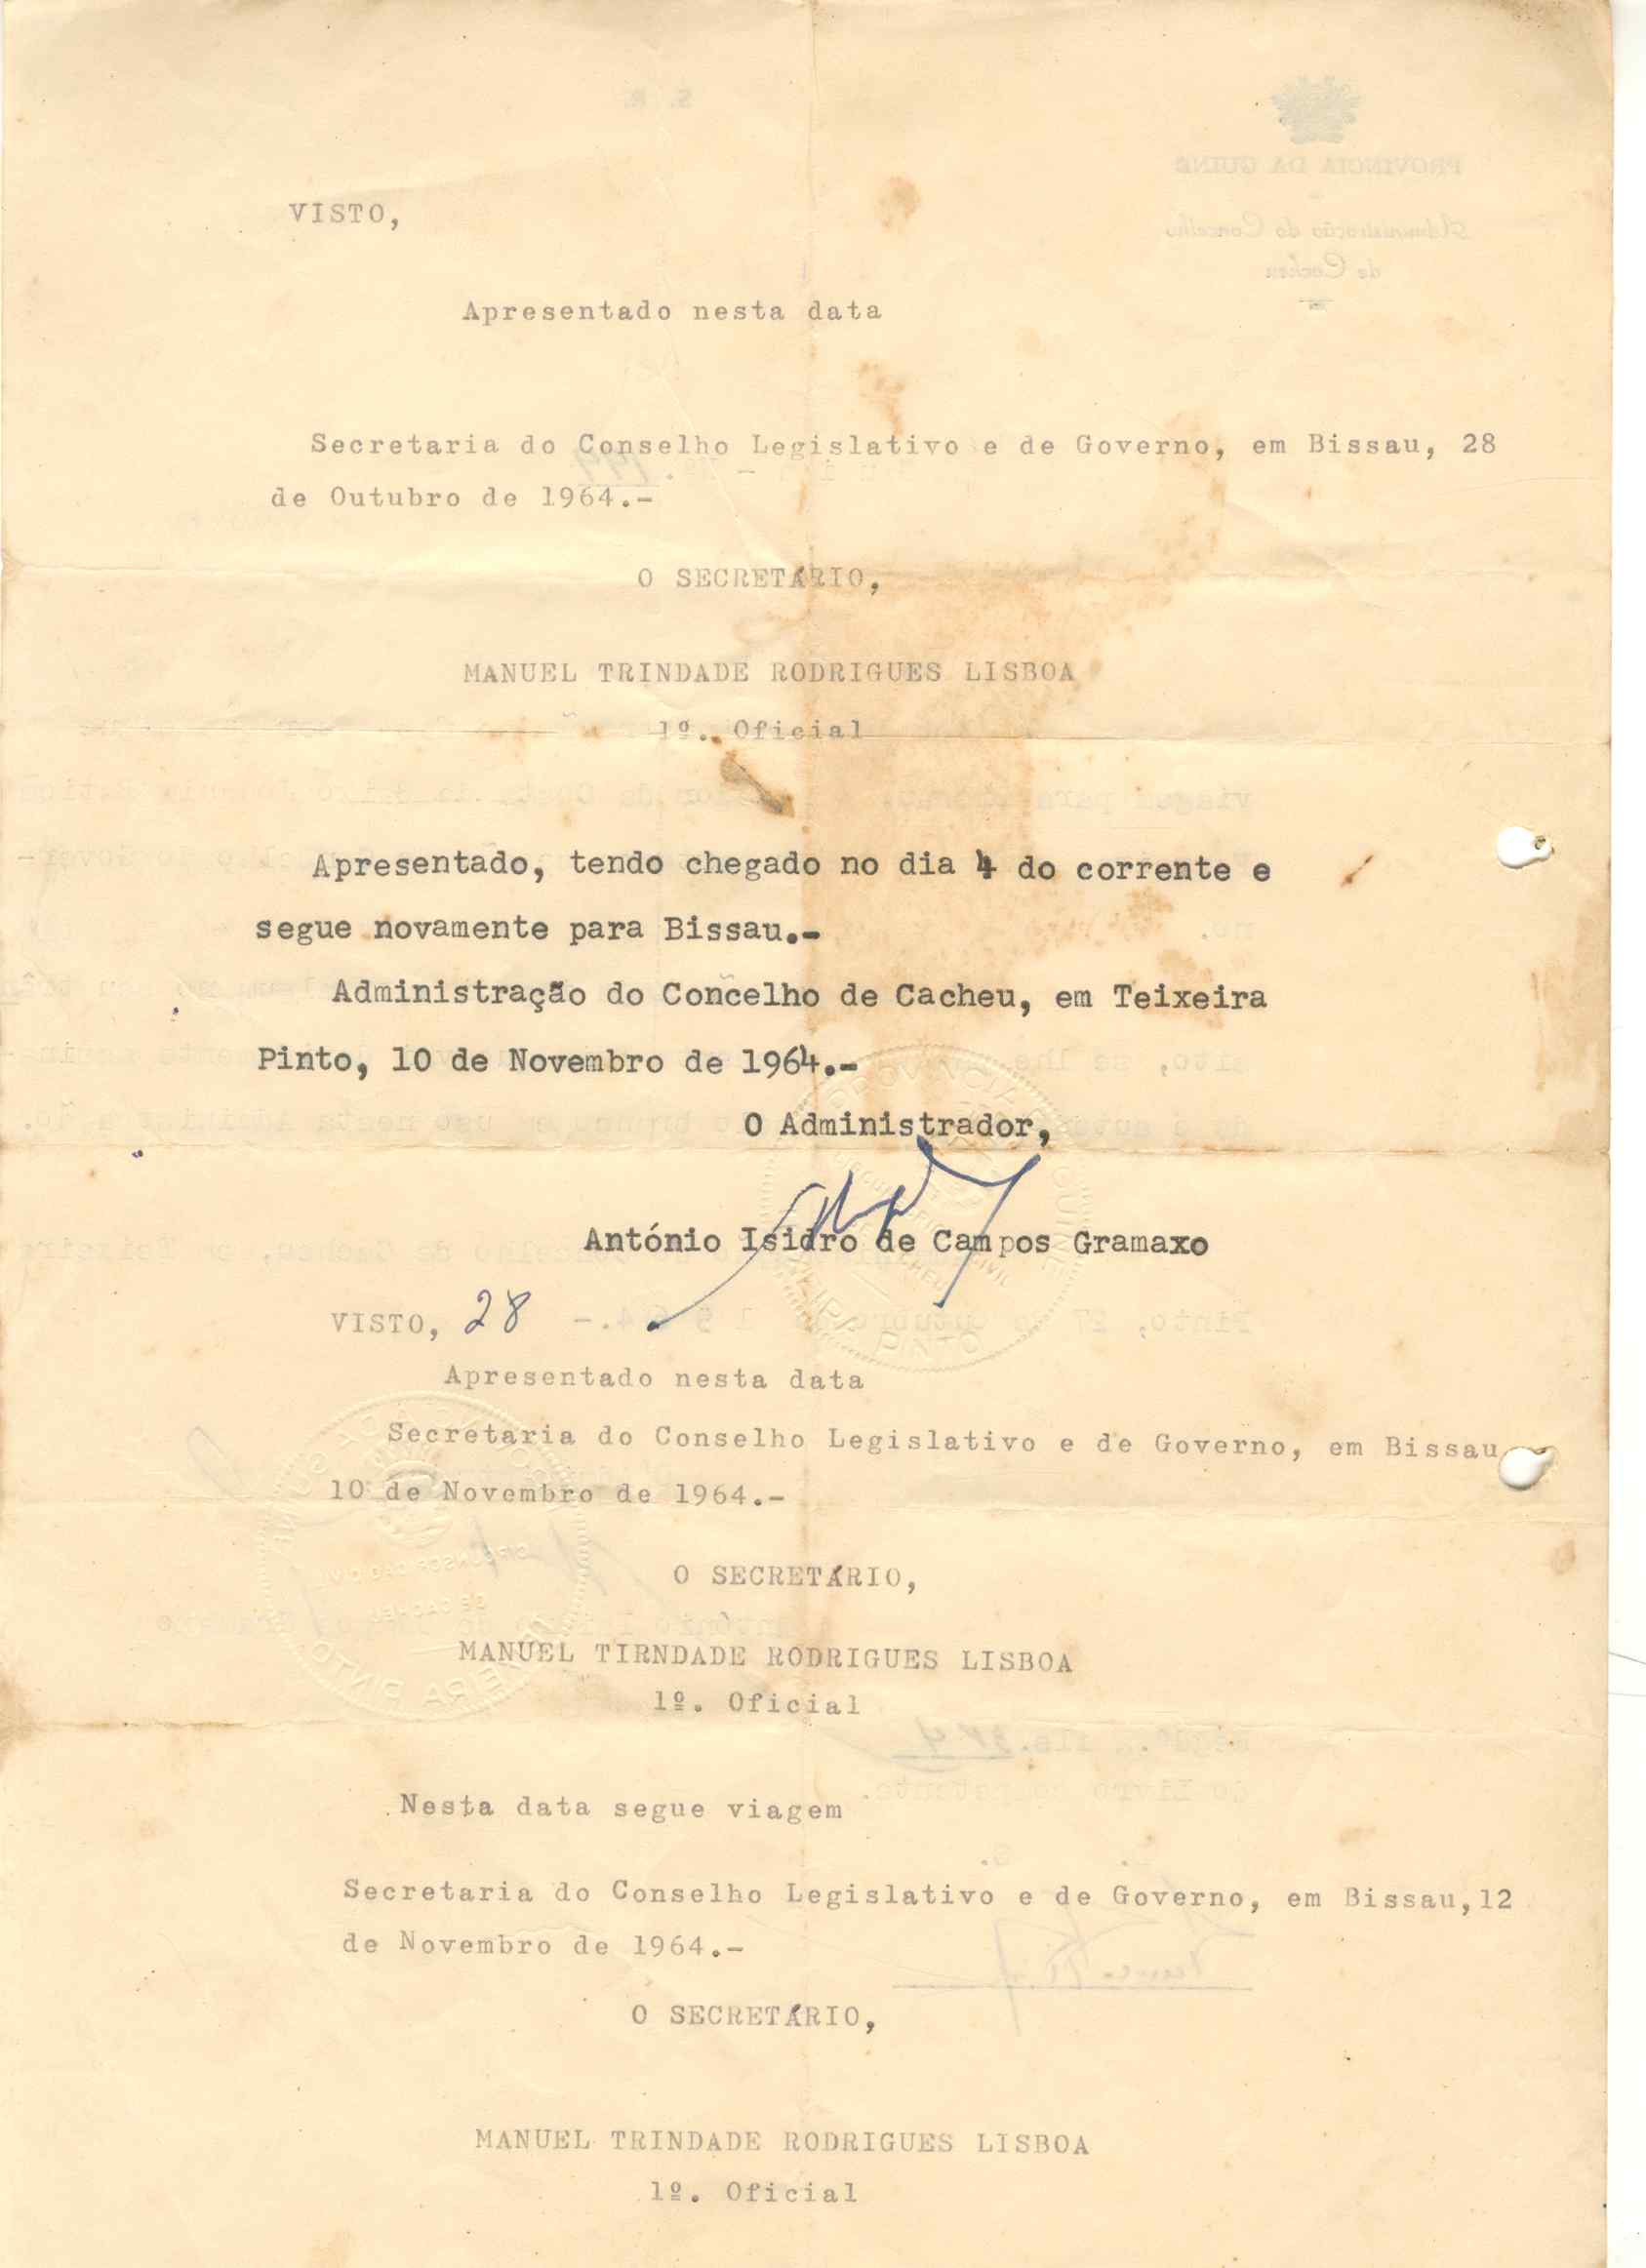 VISTO,
Apresentado nesta data
Secretaria do Conselho Legislativo e de Governo, em Bissau, 28
de Outubro de 1964.-
O SECRETÁRIO,
MANUEL TRINDADE RODRIGUES LISBOA
1º. Oficial
Apresentado, tendo chegado no dia 4 do corrente e
segue novamente para Bissau.-
Administração do Concelho de Cacheu, em Teixeira
Pinto, 10 de Novembro de 1964.-
O Administrador,
António Isidro de Campos Gramaxo
VISTO, 28
Apresentado nesta data
Secretaria do Conselho Legislativo e de Governo, em Bissau
10 de Novembro de 1964.-
O SECRETÁRIO,
MANUEL TIRNDADE RODRIGUES LISBOA
1º. Oficial
Nesta data segue viagem
Secretaria do Conselho Legislativo e de Governo, em Bissau,12
de Novembro de 1964.-
O SECRETÁRIO,
MANUEL TRINDADE RODRIGUES LISBOA
1º. Oficial